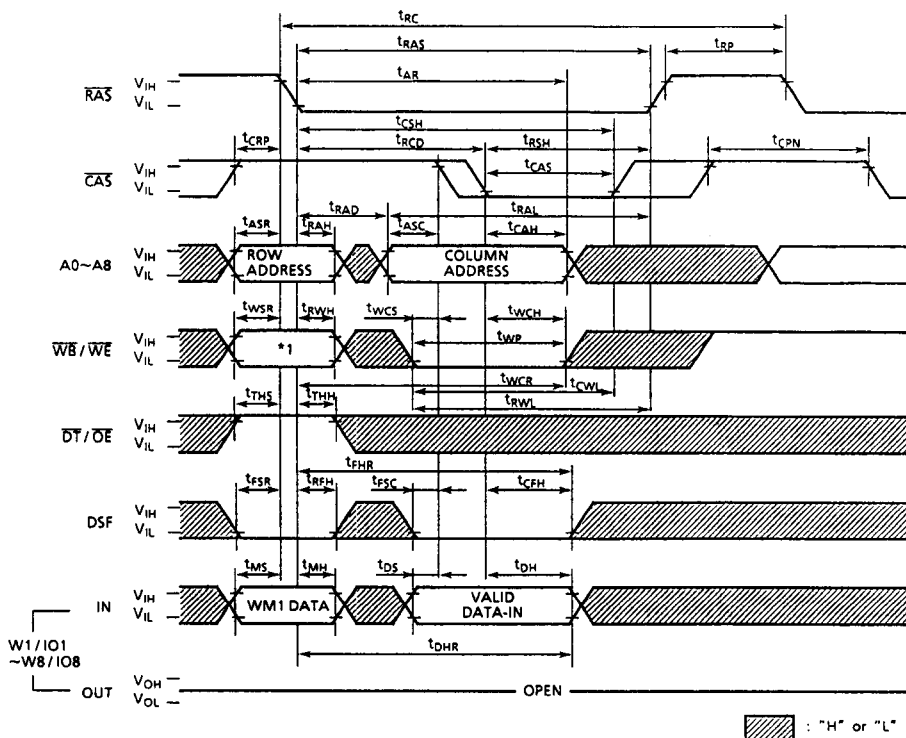 tRC
tRAS
tRP
tAR
RAS
VIH
VIL
tCSH
tCRP
tRCD
tRSH
tCPN
tCAS
CAS
VIH
VIL
tRAD
tRAL
tASR
tRAH
tASC
tCAH
A0~A8
VIH
VIL
ROW ADDRESS
COLUMN ADDRESS
tWSR
tRWH
tWCS
tWCH
tWP
WB/WE
VIH
VIL
*1
tWCR
tCWL
tRWL
tTHS
tTHH
DT/OE
VIH
VIL
tFHR
tFSR
tRFH
tFSC
tCFH
DSF
VIH
VIL
tMS
tMH
tDS
tDH
IN
VIH
VIL
WM1 DATA
VALID DATA-IN
W1/IO1
~W8/IO8
tDHR
OUT
VOH
VOL
OPEN
: "H" or "L"